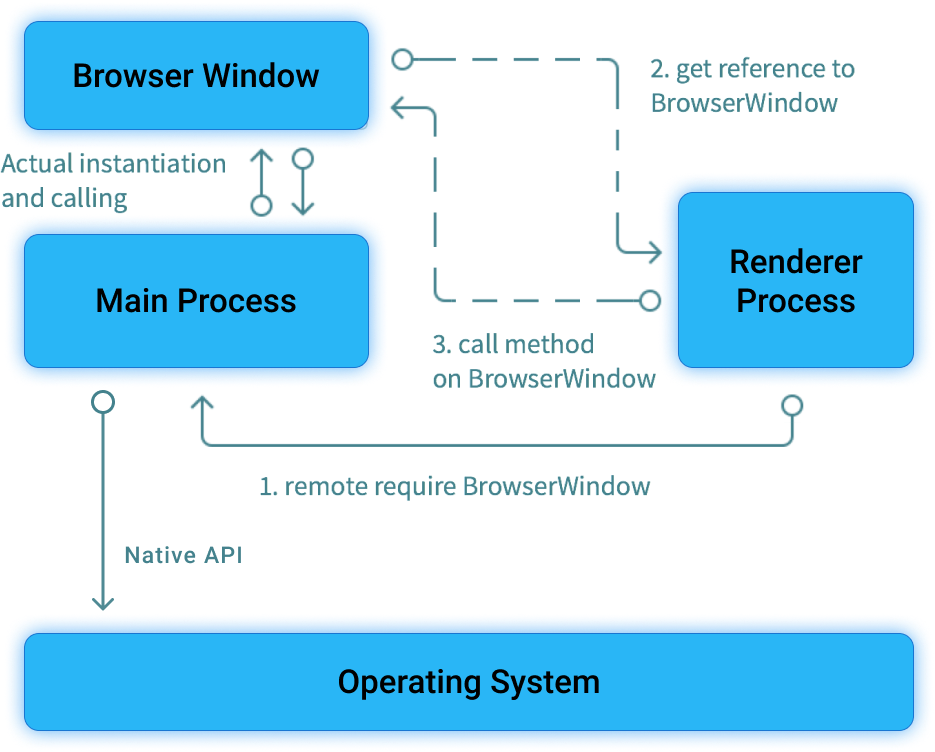 Browser Window
2. get reference to
BrowserWindow
Actual instantiation
and calling
Main Process
Renderer
Process
3. call method
on BrowserWindow
1. remote require BrowserWindow
Native API
Operating System